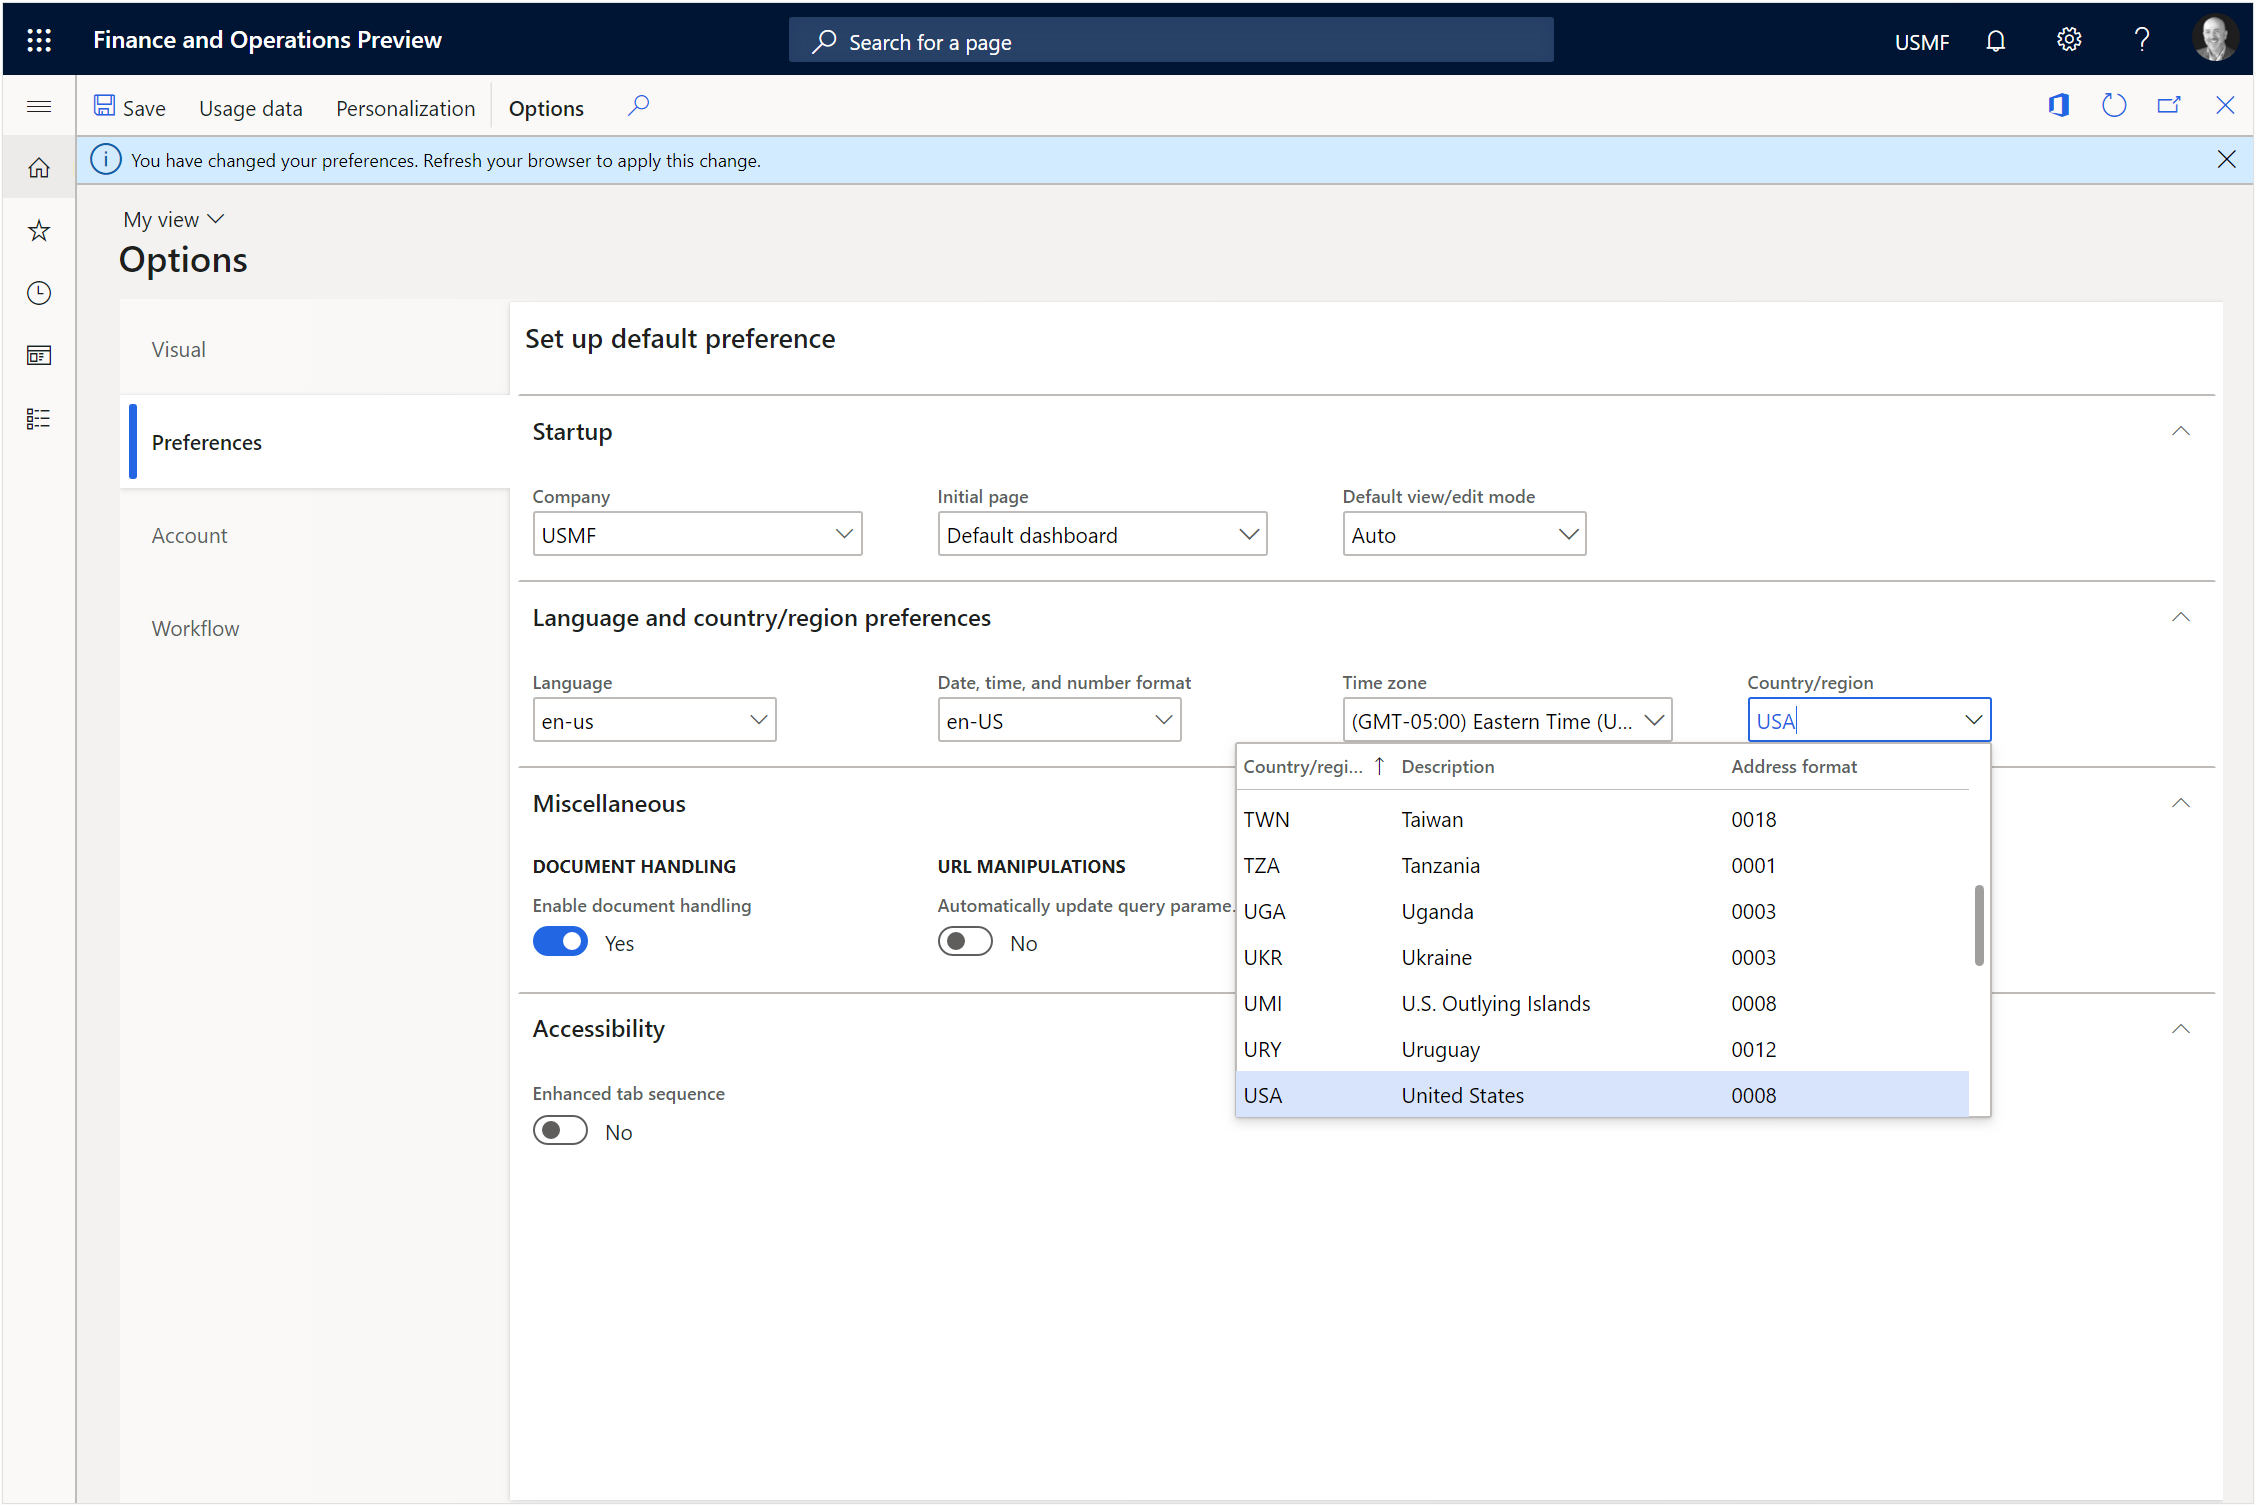 Finance and Operations Preview
Search for a page
USMF
Save
Usage data
Personalization
Options
You have changed your preferences. Refresh your browser to apply this change.
My view
Options
Visual
Preferences
Account
Workflow
Set up default preference
Startup
Company
Initial page
Default view/edit mode
USMF
Default dashboard
Auto
Language and country/region preferences
Language
Date, time, and number format
Time zone
Country/region
en-us
en-US
(GMT-05:00) Eastern Time (U...
USA
Country/regi... ↑ Description Address format
TWN Taiwan 0018
TZA Tanzania 0001
UGA Uganda 0003
UKR Ukraine 0003
UMI U.S. Outlying Islands 0008
URY Uruguay 0012
USA United States 0008
Miscellaneous
DOCUMENT HANDLING
URL MANIPULATIONS
Enable document handling
Automatically update query parame.
Yes
No
Accessibility
Enhanced tab sequence
No